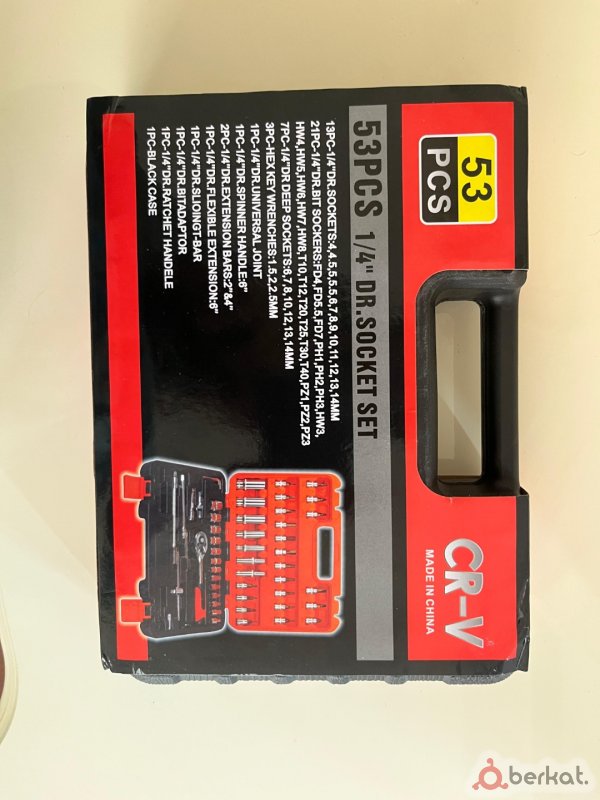 53
PCS
CR-V
MADE IN CHINA
53PCS 1/4" DR.SOCKET SET
13PC-1/4"DR.SOCKETS:4,4.5,5,5.5,6,7,8,9,10,11,12,13,14MM
21PC-1/4"DR.BIT SOCKERS:FD4,FD5.5,FD7,PH1,PH2,PH3,HW3,
HW4,HW5,HW6,HW7,HW8,T10,T12,T20,T25,T30,T40,PZ1,PZ2,PZ3
7PC-1/4"DR DEEP SOCKETS:6,7,8,10,12,13,14MM
3PC-HEX KEY WRENCHES:1.5,2,2.5MM
1PC-1/4"DR.UNIVERSAL JOINT
1PC-1/4"DR.SPINNER HANDLE:6"
2PC-1/4"DR.EXTENSION BARS:2"&4"
1PC-1/4"DR.FLEXIBLE EXTENSION:6"
1PC-1/4"DR.SLIOINGT-BAR
1PC-1/4"DR.BITADAPTOR
1PC-1/4"DR.RATCHET HANDELE
1PC-BLACK CASE
berkat.